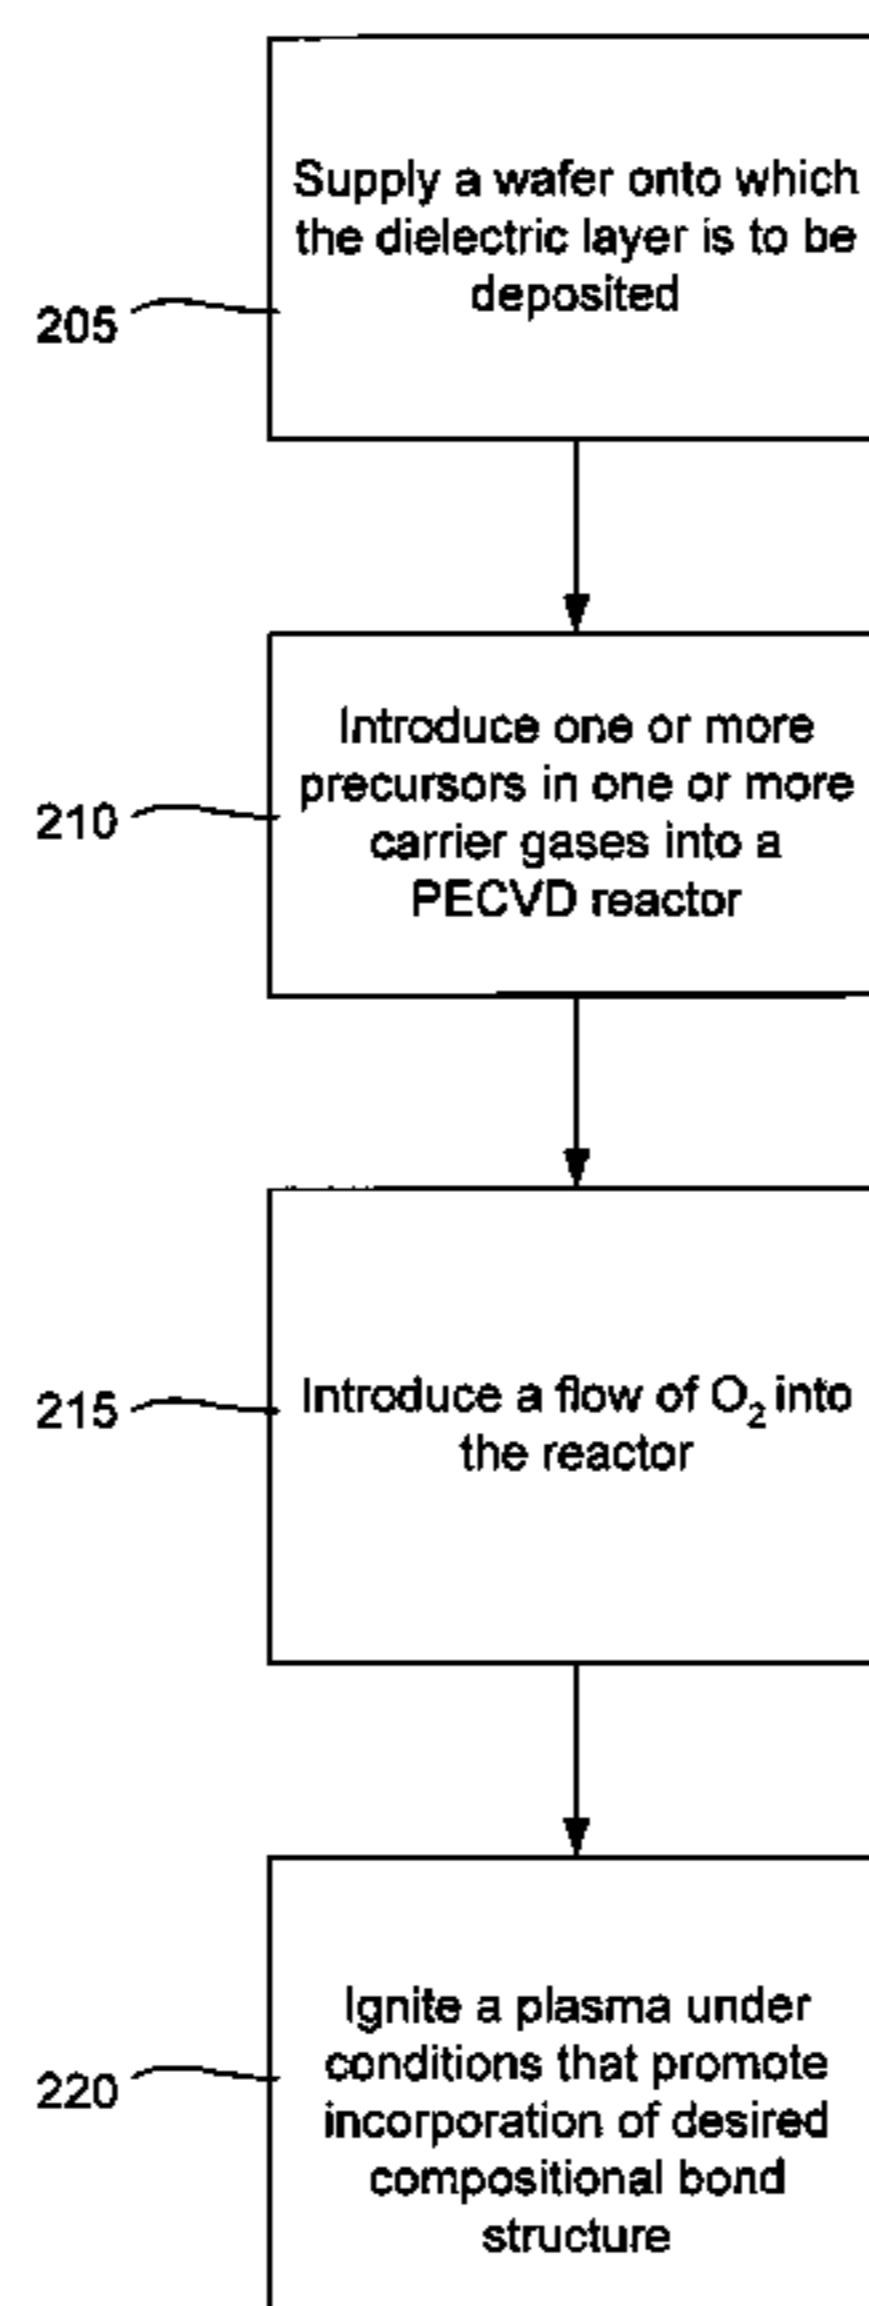 Supply a wafer onto which
the dielectric layer is to be
deposited
205
Introduce one or more
precursors in one or more
carrier gases into a
PECVD reactor
210
Introduce a flow of O₂ into
the reactor
215
Ignite a plasma under
conditions that promote
incorporation of desired
compositional bond
structure
220